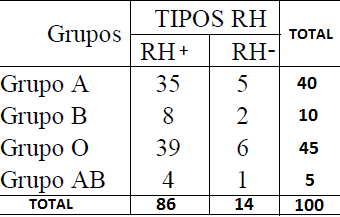 Grupos TIPOS RH TOTAL
RH+ RH-
Grupo A 35 5 40
Grupo B 8 2 10
Grupo O 39 6 45
Grupo AB 4 1 5
TOTAL 86 14 100